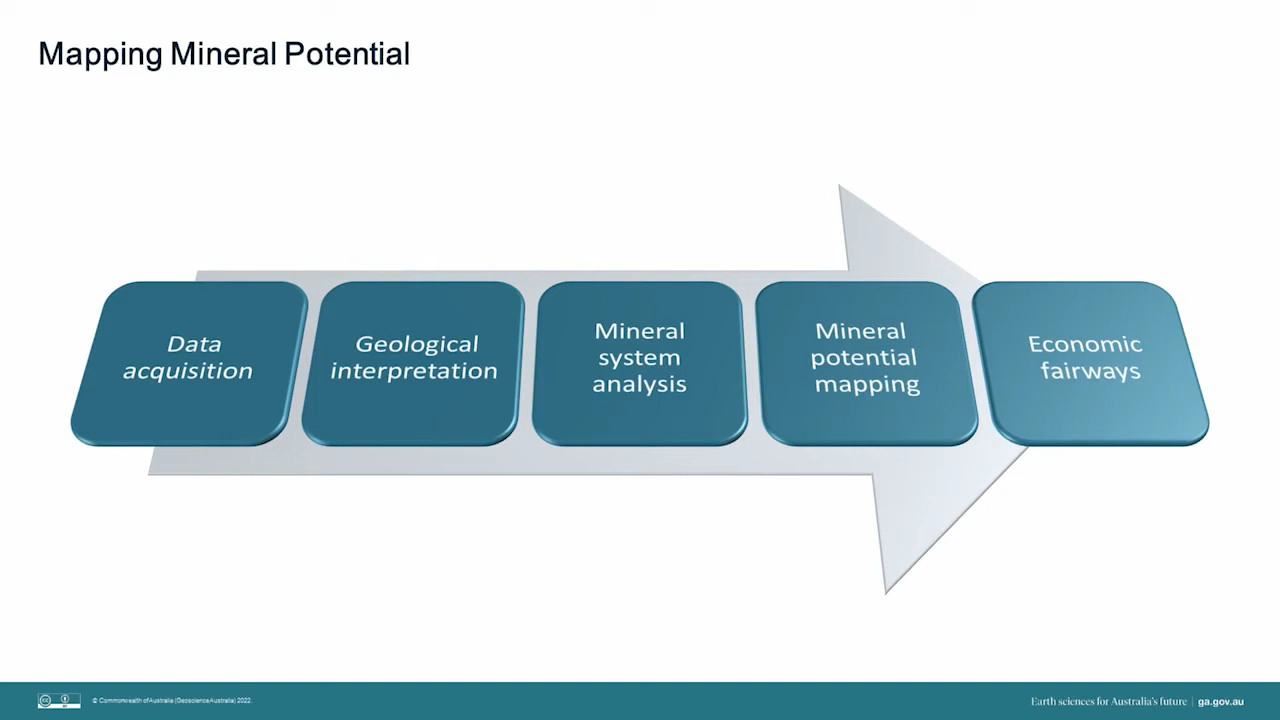 Mapping Mineral Potential
Data
acquisition
Geological
interpretation
Mineral
system
analysis
Mineral
potential
mapping
Economic
fairways
© Commonwealth of Australia (Geoscience Australia) 2022.
Earth sciences for Australia's future | ga.gov.au